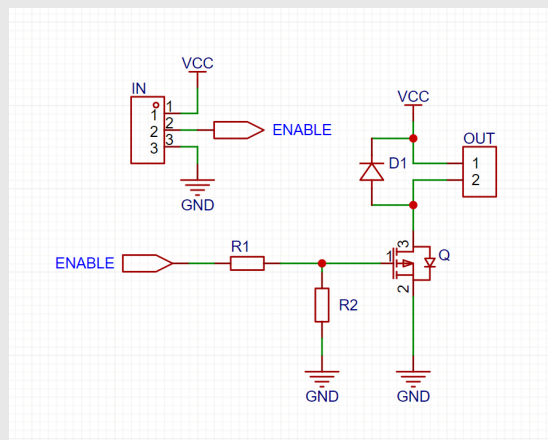 VCC
IN
1
1
2
2
ENABLE
3
3
GND
VCC
OUT
D1
1
2
ENABLE
R1
3
1
Q
2
R2
GND
GND